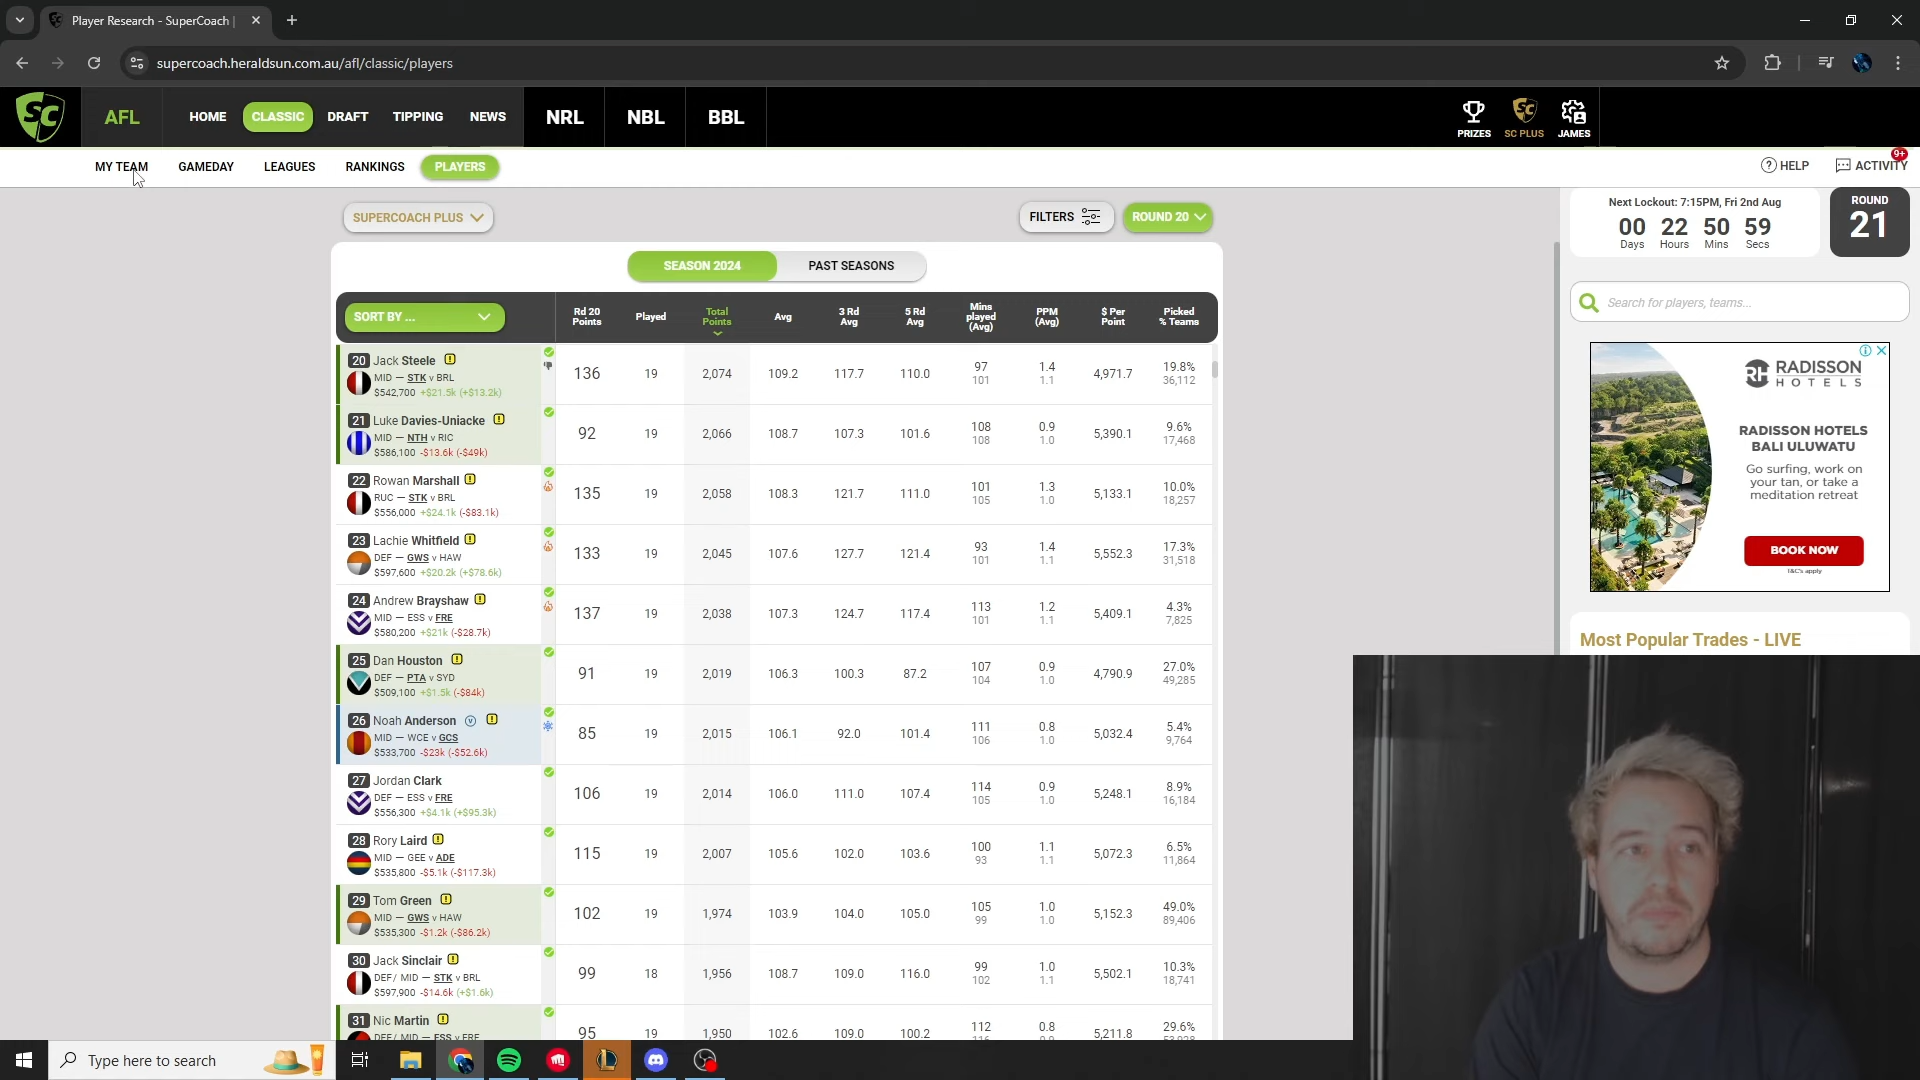 Player Research - SuperCoach |
supercoach.heraldsun.com.au/afl/classic/players
SC
AFL
HOME
CLASSIC
DRAFT
TIPPING
NEWS
NRL
NBL
BBL
PRIZES
SC PLUS
JAMES
MY TEAM
GAMEDAY
LEAGUES
RANKINGS
PLAYERS
HELP
9+
ACTIVITY
SUPERCOACH PLUS
FILTERS
ROUND 20
Next Lockout: 7:15PM, Fri 2nd Aug
00 22 50 59
Days Hours Mins Secs
ROUND
21
SEASON 2024
PAST SEASONS
Search for players, teams...
SORT BY ...
Rd 20 Points
Played
Total Points
Avg
3 Rd Avg
5 Rd Avg
Mins played (Avg)
PPM (Avg)
$ Per Point
Picked % Teams
20 Jack Steele
MID — STK v BRL
$542,700 +$21.5k (+$13.2k)
136 19 2,074 109.2 117.7 110.0 97 1.4 4,971.7 19.8%
101 1.1 36,112
21 Luke Davies-Uniacke
MID — NTH v RIC
$586,100 -$13.6k (-$49k)
92 19 2,066 108.7 107.3 101.6 108 0.9 5,390.1 9.6%
108 1.0 17,468
22 Rowan Marshall
RUC — STK v BRL
$556,000 +$24.1k (-$83.1k)
135 19 2,058 108.3 121.7 111.0 101 1.3 5,133.1 10.0%
105 1.0 18,257
23 Lachie Whitfield
DEF — GWS v HAW
$597,600 +$20.2k (+$78.6k)
133 19 2,045 107.6 127.7 121.4 93 1.4 5,552.3 17.3%
101 1.1 31,518
24 Andrew Brayshaw
MID — ESS v FRE
$580,200 +$21k (-$28.7k)
137 19 2,038 107.3 124.7 117.4 113 1.2 5,409.1 4.3%
101 1.1 7,825
25 Dan Houston
DEF — PTA v SYD
$509,100 +$1.5k (-$84k)
91 19 2,019 106.3 100.3 87.2 107 0.9 4,790.9 27.0%
104 1.0 49,285
26 Noah Anderson V
MID — WCE v GCS
$533,700 -$23k (-$52.6k)
85 19 2,015 106.1 92.0 101.4 111 0.8 5,032.4 5.4%
106 1.0 9,764
27 Jordan Clark
DEF — ESS v FRE
$556,300 +$4.1k (+$95.3k)
106 19 2,014 106.0 111.0 107.4 114 0.9 5,248.1 8.9%
105 1.0 16,184
28 Rory Laird
MID — GEE v ADE
$535,800 -$5.1k (-$117.3k)
115 19 2,007 105.6 102.0 103.6 100 1.1 5,072.3 6.5%
93 1.1 11,864
29 Tom Green
MID — GWS v HAW
$535,300 -$1.2k (-$86.2k)
102 19 1,974 103.9 104.0 105.0 105 1.0 5,152.3 49.0%
99 1.0 89,406
30 Jack Sinclair
DEF/ MID — STK v BRL
$597,900 -$14.6k (+$1.6k)
99 18 1,956 108.7 109.0 116.0 99 1.0 5,502.1 10.3%
102 1.1 18,741
31 Nic Martin
DEF/ MID — ESS v FRE
95 19 1,950 102.6 109.0 100.2 112 0.8 5,211.8 29.6%
RH RADISSON HOTELS
RADISSON HOTELS
BALI ULUWATU
Go surfing, work on
your tan, or take a
meditation retreat
BOOK NOW
T&C's apply
Most Popular Trades - LIVE
Type here to search